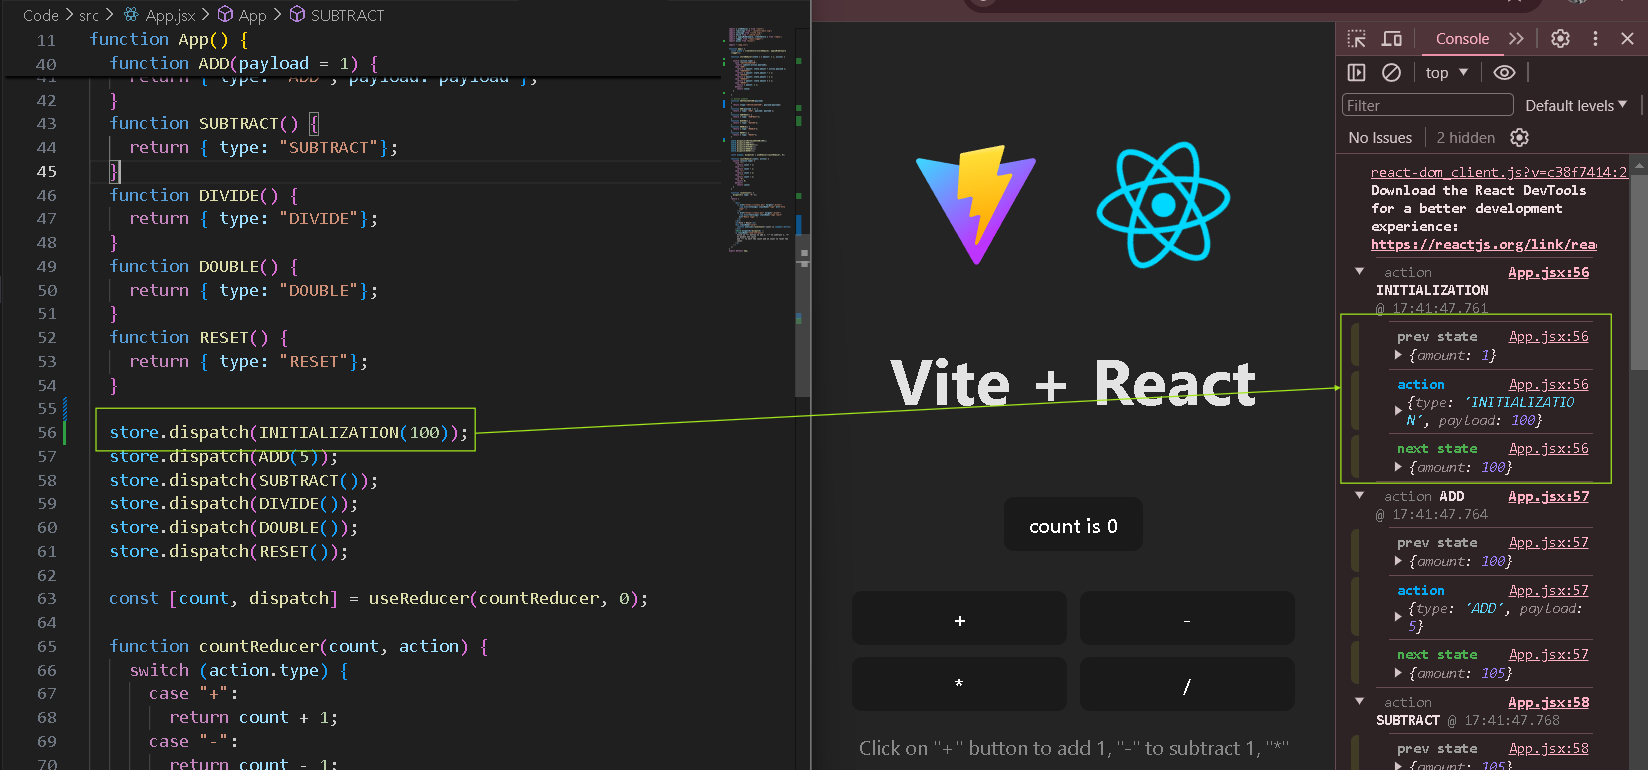 Code > src > App.jsx > App > SUBTRACT
11 function App() {
40 function ADD(payload = 1) {
41 return { type: "ADD", payload: payload };
42 }
43 function SUBTRACT() {
44 return { type: "SUBTRACT"};
45 }
46 function DIVIDE() {
47 return { type: "DIVIDE"};
48 }
49 function DOUBLE() {
50 return { type: "DOUBLE"};
51 }
52 function RESET() {
53 return { type: "RESET"};
54 }
55
56 store.dispatch(INITIALIZATION(100));
57 store.dispatch(ADD(5));
58 store.dispatch(SUBTRACT());
59 store.dispatch(DIVIDE());
60 store.dispatch(DOUBLE());
61 store.dispatch(RESET());
62
63 const [count, dispatch] = useReducer(countReducer, 0);
64
65 function countReducer(count, action) {
66 switch (action.type) {
67 case "+":
68 return count + 1;
69 case "-":
70 return count - 1;
Vite + React
count is 0
+ -
* /
Click on "+" button to add 1, "-" to subtract 1, "*"
Console
top
Filter Default levels
No Issues 2 hidden
react-dom_client.js?v=c38f7414:2
Download the React DevTools
for a better development
experience:
https://reactjs.org/link/rea
action App.jsx:56
INITIALIZATION
@ 17:41:47.761
prev state App.jsx:56
{amount: 1}
action App.jsx:56
{type: 'INITIALIZATIO
N', payload: 100}
next state App.jsx:56
{amount: 100}
action ADD App.jsx:57
@ 17:41:47.764
prev state App.jsx:57
{amount: 100}
action App.jsx:57
{type: 'ADD', payload:
5}
next state App.jsx:57
{amount: 105}
action App.jsx:58
SUBTRACT @ 17:41:47.768
prev state App.jsx:58
{amount: 105}